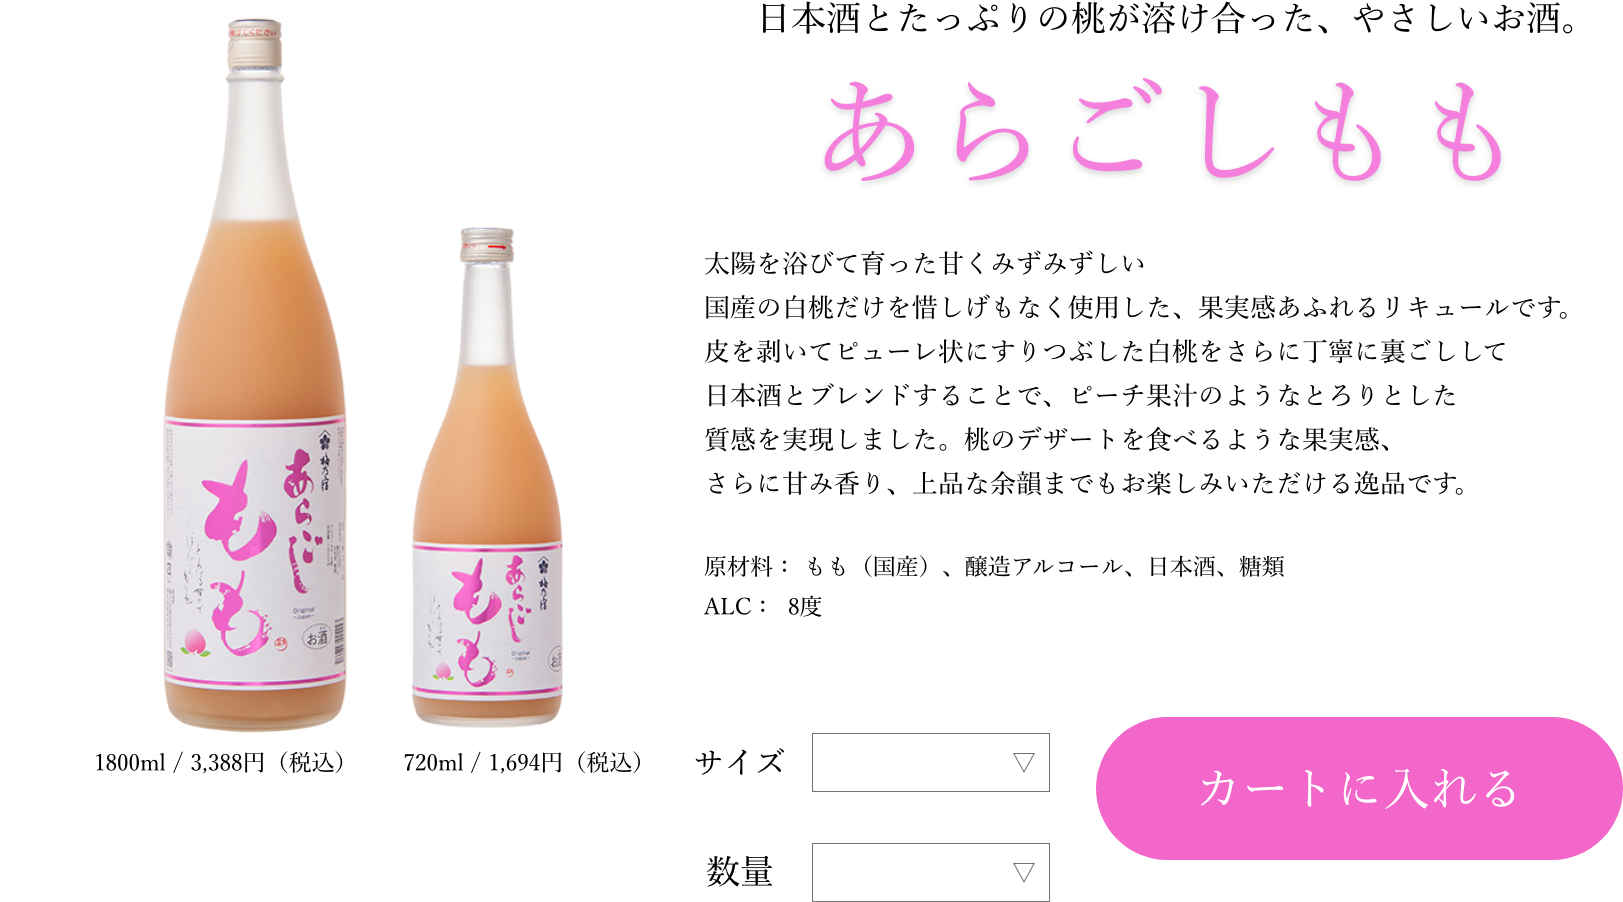 日本酒とたっぷりの桃が溶け合った、やさしいお酒。
あらごしもも
太陽を浴びて育った甘くみずみずしい
国産の白桃だけを惜しげもなく使用した、果実感あふれるリキュールです。
皮を剥いてピューレ状にすりつぶした白桃をさらに丁寧に裏ごしして
日本酒とブレンドすることで、ピーチ果汁のようなとろりとした
質感を実現しました。桃のデザートを食べるような果実感、
さらに甘み香り、上品な余韻までもお楽しみいただける逸品です。
原材料： もも（国産）、醸造アルコール、日本酒、糖類
ALC： 8度
梅乃宿
あらごし
もも
Original
~Japan~
お酒
梅乃宿
あらごし
もも
Original
~Japan~
お酒
1800ml / 3,388円（税込）
720ml / 1,694円（税込）
サイズ
▽
数量
▽
カートに入れる